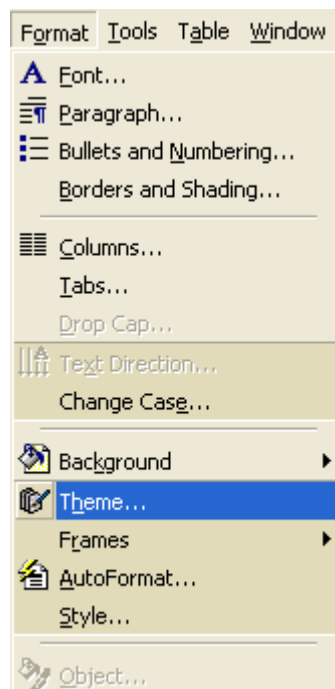 Format Tools Table Window
Font...
Paragraph...
Bullets and Numbering...
Borders and Shading...
Columns...
Tabs...
Drop Cap...
Text Direction...
Change Case...
Background
Theme...
Frames
AutoFormat...
Style...
Object...